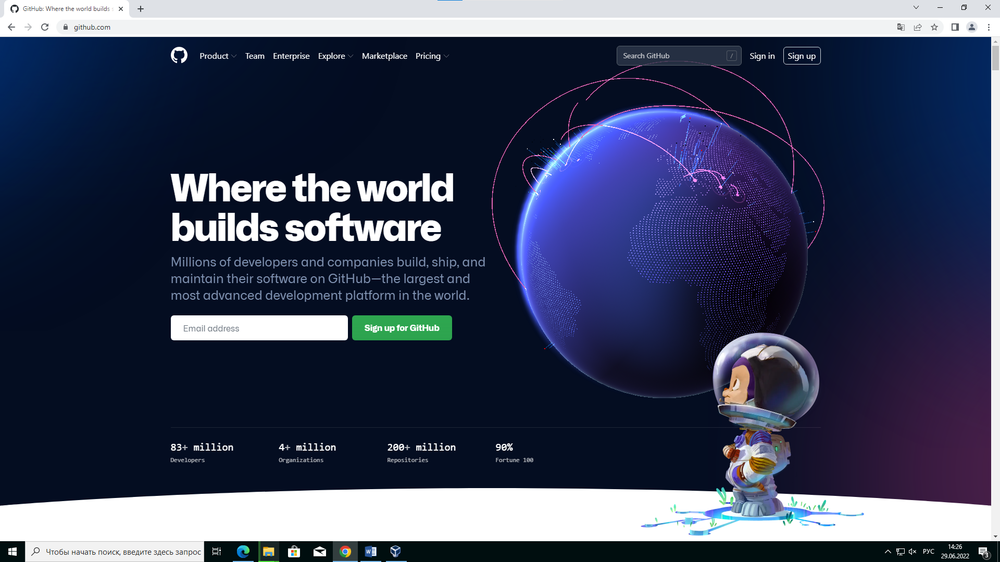 GitHub: Where the world builds s
github.com
Product Team Enterprise Explore Marketplace Pricing
Search GitHub /
Sign in
Sign up
Where the world
builds software
Millions of developers and companies build, ship, and
maintain their software on GitHub—the largest and
most advanced development platform in the world.
Email address
Sign up for GitHub
83+ million
Developers
4+ million
Organizations
200+ million
Repositories
90%
Fortune 100
Чтобы начать поиск, введите здесь запрос
РУС
14:26
29.06.2022
3